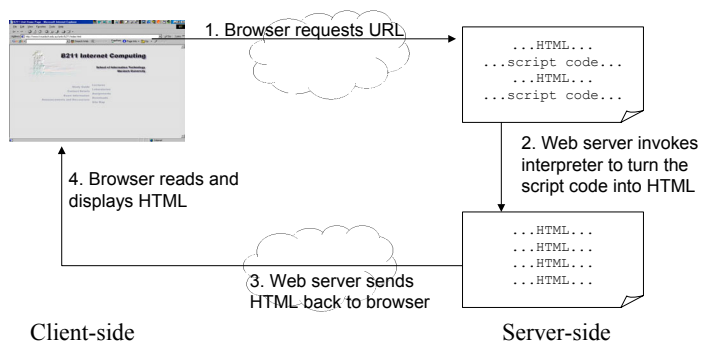 1. Browser requests URL
B211 Internet Computing
...HTML...
...script code...
...HTML...
...script code...
2. Web server invokes
interpreter to turn the
script code into HTML
4. Browser reads and
displays HTML
...HTML...
...HTML...
...HTML...
...HTML...
3. Web server sends
HTML back to browser
Client-side
Server-side